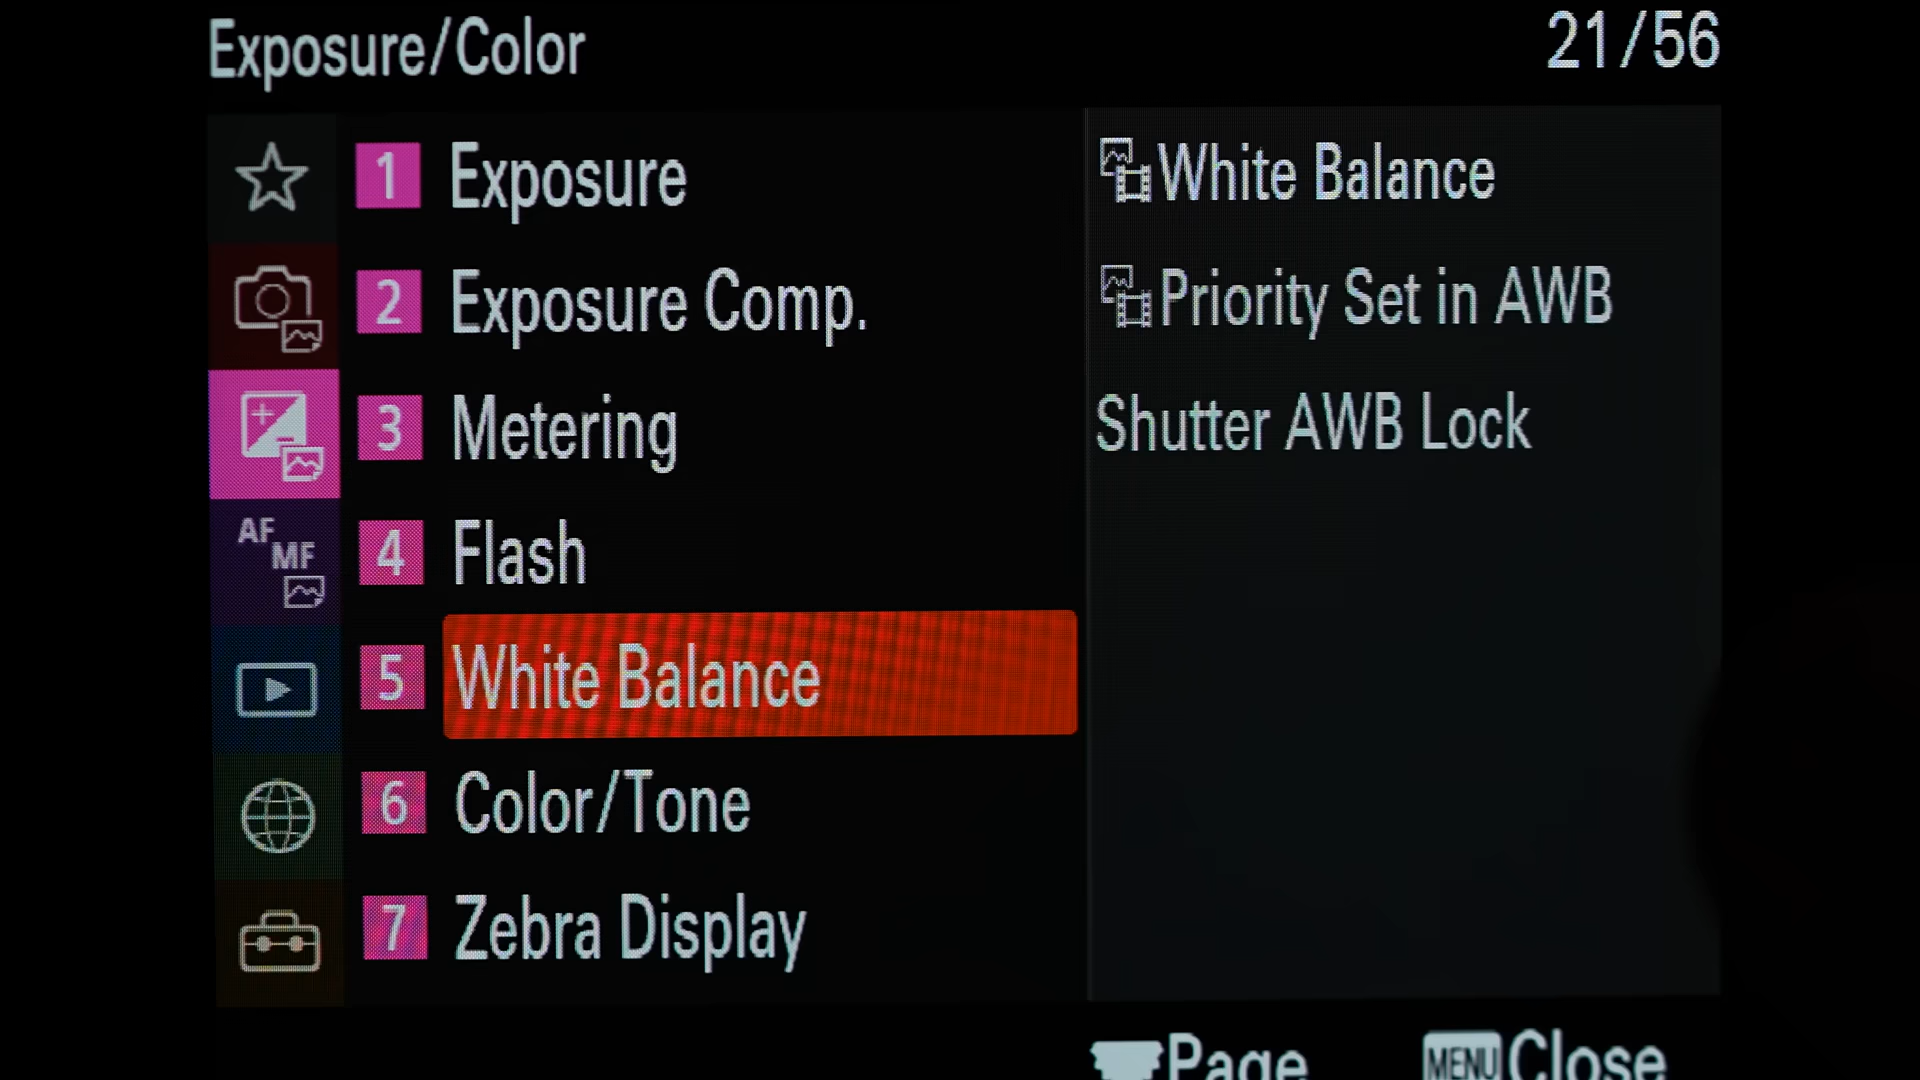 Exposure/Color
21/56
1 Exposure
2 Exposure Comp.
3 Metering
4 Flash
5 White Balance
6 Color/Tone
7 Zebra Display
AF
MF
White Balance
Priority Set in AWB
Shutter AWB Lock
Page
MENU Close